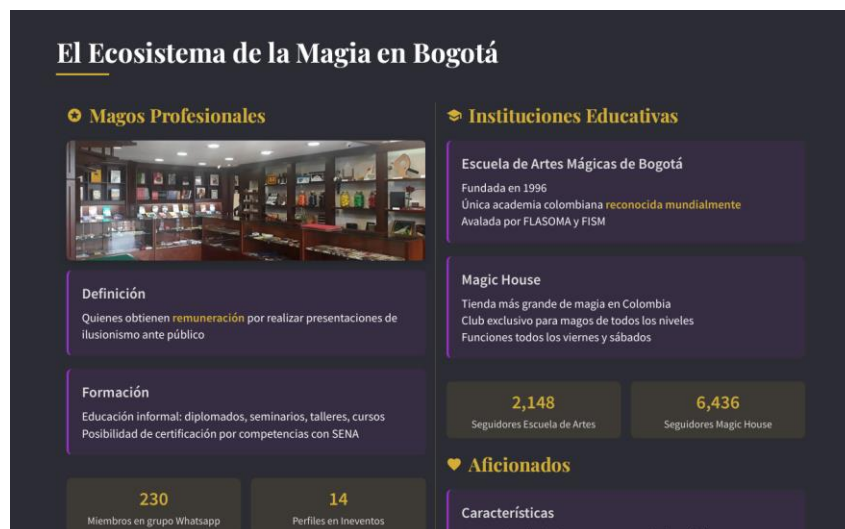 El Ecosistema de la Magia en Bogotá
Magos Profesionales
Definición
Quienes obtienen remuneración por realizar presentaciones de
ilusionismo ante público
Formación
Educación informal: diplomados, seminarios, talleres, cursos
Posibilidad de certificación por competencias con SENA
230
Miembros en grupo Whatsapp
14
Perfiles en Ineventos
Instituciones Educativas
Escuela de Artes Mágicas de Bogotá
Fundada en 1996
Única academia colombiana reconocida mundialmente
Avalada por FLASOMA y FISM
Magic House
Tienda más grande de magia en Colombia
Club exclusivo para magos de todos los niveles
Funciones todos los viernes y sábados
2,148
Seguidores Escuela de Artes
6,436
Seguidores Magic House
Aficionados
Características